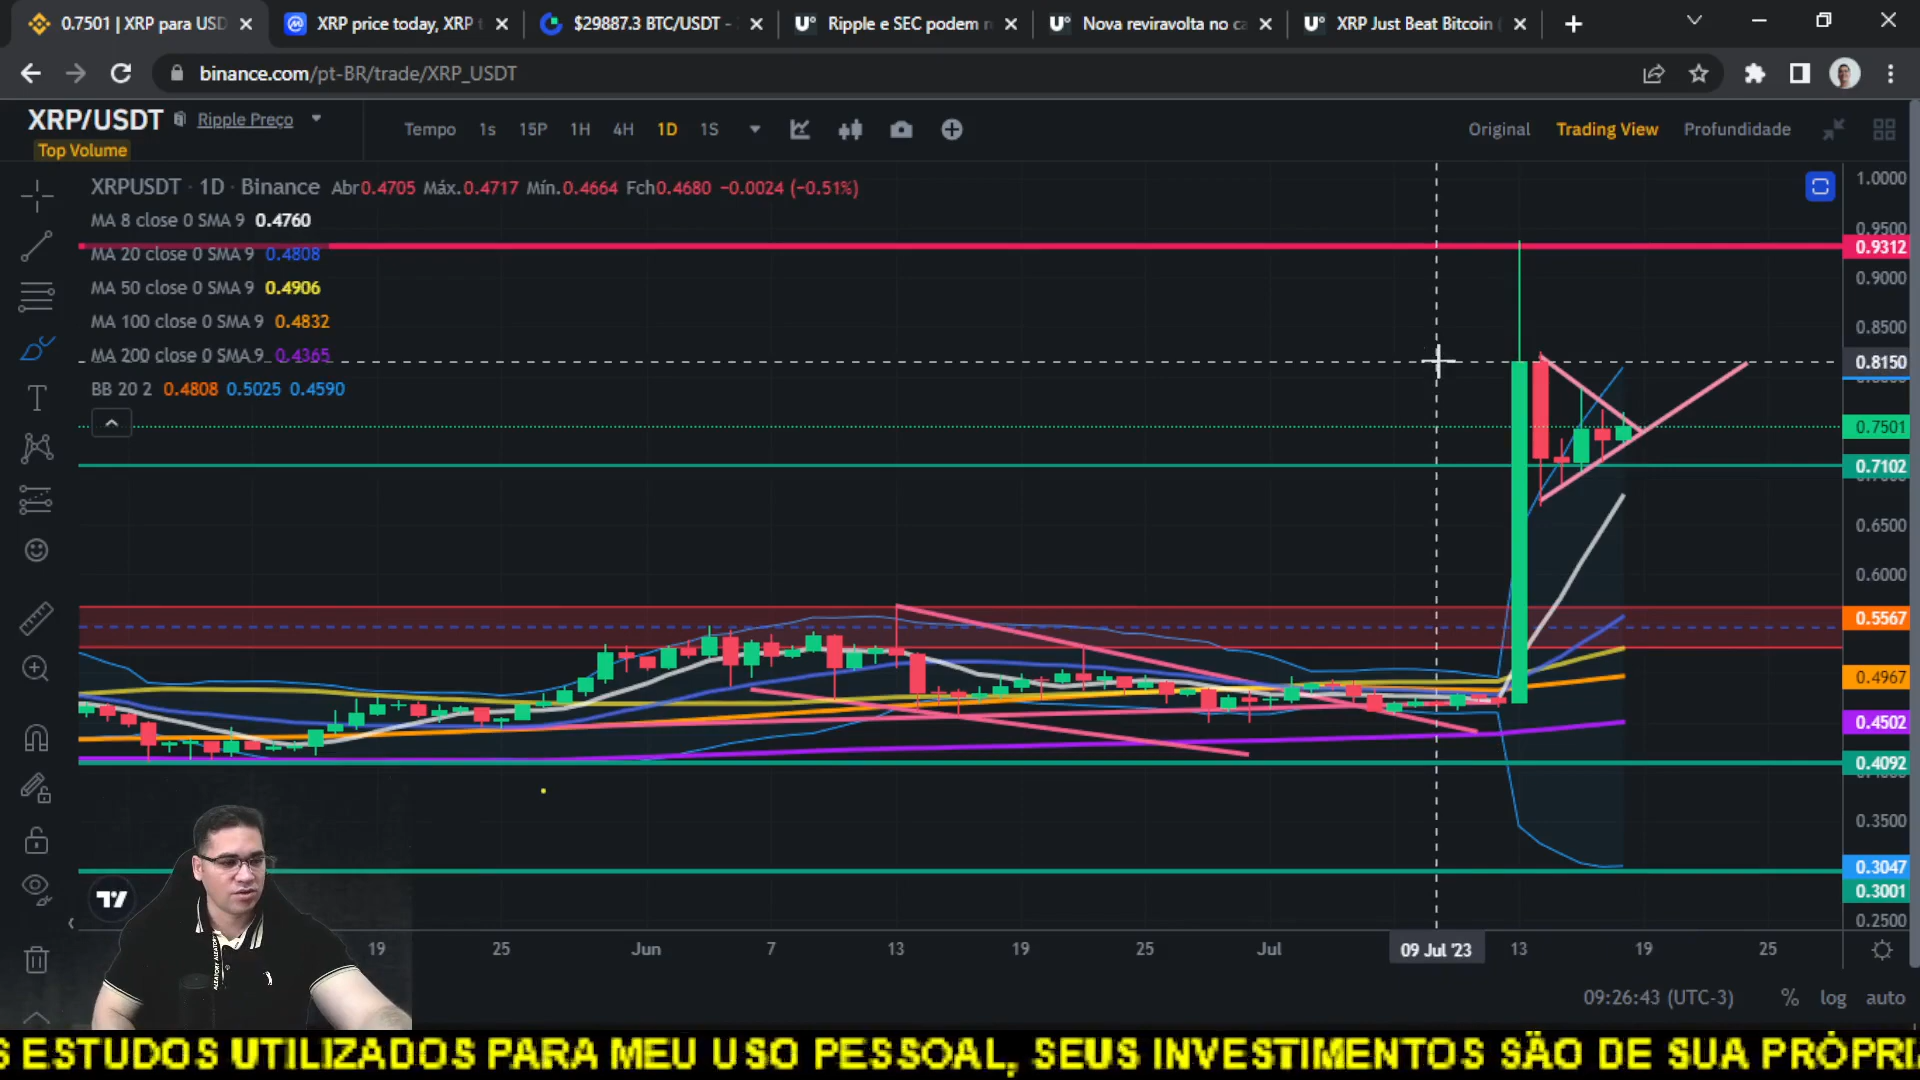 0.7501 | XRP para USD
XRP price today, XRP t
$29887.3 BTC/USDT -
Ripple e SEC podem r
Nova reviravolta no ca
XRP Just Beat Bitcoin (
binance.com/pt-BR/trade/XRP_USDT
XRP/USDT
Ripple Preço
Top Volume
Tempo 1s 15P 1H 4H 1D 1S
Original Trading View Profundidade
XRPUSDT · 1D · Binance Abr0.4705 Máx.0.4717 Mín.0.4664 Fch0.4680 −0.0024 (−0.51%)
MA 8 close 0 SMA 9 0.4760
MA 20 close 0 SMA 9 0.4808
MA 50 close 0 SMA 9 0.4906
MA 100 close 0 SMA 9 0.4832
MA 200 close 0 SMA 9 0.4365
BB 20 2 0.4808 0.5025 0.4590
1.0000
0.9500
0.9312
0.9000
0.8500
0.8150
0.7501
0.7102
0.6500
0.6000
0.5567
0.4967
0.4502
0.4092
0.3500
0.3047
0.3001
0.2500
19 25 Jun 7 13 19 25 Jul 09 Jul '23 13 19 25
09:26:43 (UTC-3) % log auto
S ESTUDOS UTILIZADOS PARA MEU USO PESSOAL, SEUS INVESTIMENTOS SÃO DE SUA PRÓPRI